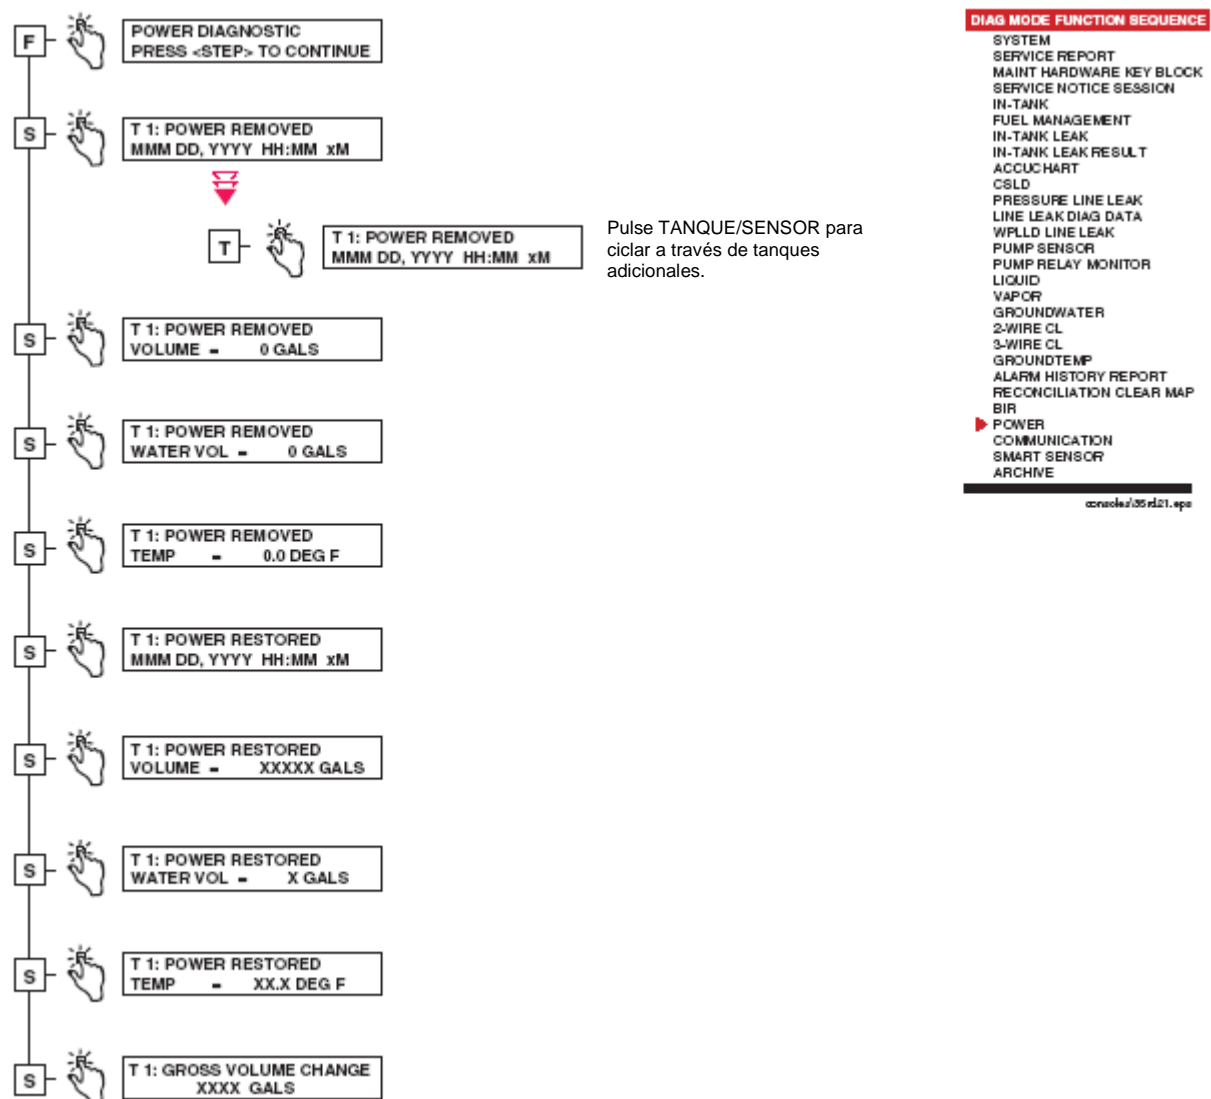 F
POWER DIAGNOSTIC
PRESS <STEP> TO CONTINUE
S
T 1: POWER REMOVED
MMM DD, YYYY HH:MM xM
T
T 1: POWER REMOVED
MMM DD, YYYY HH:MM xM
Pulse TANQUE/SENSOR para
ciclar a través de tanques
adicionales.
S
T 1: POWER REMOVED
VOLUME = 0 GALS
S
T 1: POWER REMOVED
WATER VOL = 0 GALS
S
T 1: POWER REMOVED
TEMP = 0.0 DEG F
S
T 1: POWER RESTORED
MMM DD, YYYY HH:MM xM
S
T 1: POWER RESTORED
VOLUME = XXXXX GALS
S
T 1: POWER RESTORED
WATER VOL = X GALS
S
T 1: POWER RESTORED
TEMP = XX.X DEG F
S
T 1: GROSS VOLUME CHANGE
XXXX GALS
DIAG MODE FUNCTION SEQUENCE
SYSTEM
SERVICE REPORT
MAINT HARDWARE KEY BLOCK
SERVICE NOTICE SESSION
IN-TANK
FUEL MANAGEMENT
IN-TANK LEAK
IN-TANK LEAK RESULT
ACCUCHART
CSLD
PRESSURE LINE LEAK
LINE LEAK DIAG DATA
WPLLD LINE LEAK
PUMP SENSOR
PUMP RELAY MONITOR
LIQUID
VAPOR
GROUNDWATER
2-WIRE CL
3-WIRE CL
GROUNDTEMP
ALARM HISTORY REPORT
RECONCILIATION CLEAR MAP
BIR
POWER
COMMUNICATION
SMART SENSOR
ARCHIVE